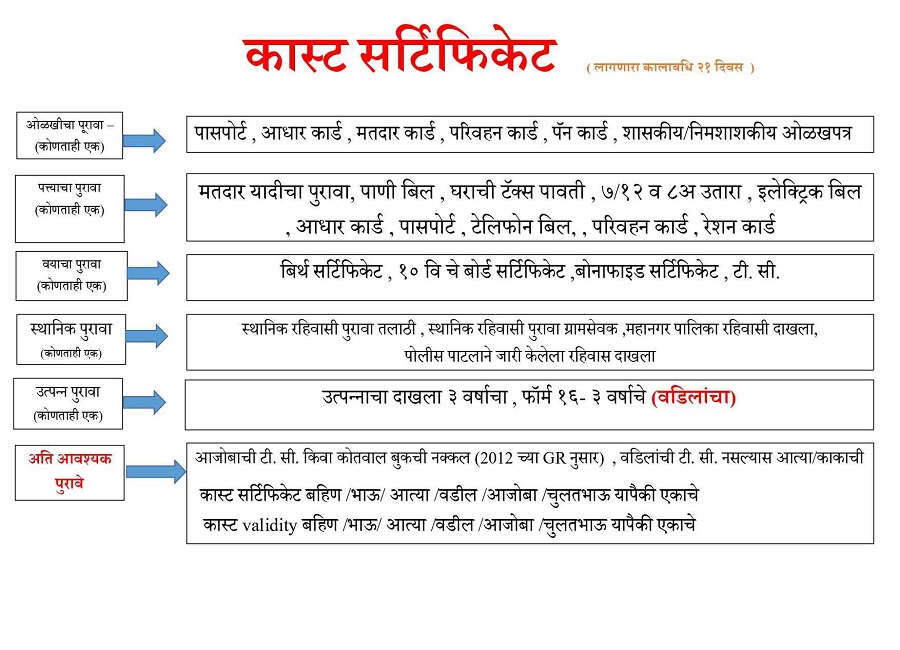 कास्ट सर्टिफिकेट ( लागणारा कालावधि २१ दिवस )
ओळखीचा पूरावा –
(कोणताही एक)
पासपोर्ट , आधार कार्ड , मतदार कार्ड , परिवहन कार्ड , पॅन कार्ड , शासकीय/निमशाशकीय ओळखपत्र
पत्त्याचा पुरावा
(कोणताही एक)
मतदार यादीचा पुरावा, पाणी बिल , घराची टॅक्स पावती , ७/१२ व ८अ उतारा , इलेक्ट्रिक बिल
, आधार कार्ड , पासपोर्ट , टेलिफोन बिल, , परिवहन कार्ड , रेशन कार्ड
वयाचा पुरावा
(कोणताही एक)
बिर्थ सर्टिफिकेट , १० वि चे बोर्ड सर्टिफिकेट ,बोनाफाइड सर्टिफिकेट , टी. सी.
स्थानिक पुरावा
(कोणताही एक)
स्थानिक रहिवासी पुरावा तलाठी , स्थानिक रहिवासी पुरावा ग्रामसेवक ,महानगर पालिका रहिवासी दाखला,
पोलीस पाटलाने जारी केलेला रहिवास दाखला
उत्पन्न पुरावा
(कोणताही एक)
उत्पन्नाचा दाखला ३ वर्षाचा , फॉर्म १६- ३ वर्षाचे (वडिलांचा)
अति आवश्यक
पुरावे
आजोबाची टी. सी. किवा कोतवाल बुकची नक्कल (2012 च्या GR नुसार) , वडिलांची टी. सी. नसल्यास आत्या/काकाची
कास्ट सर्टिफिकेट बहिण /भाऊ/ आत्या /वडील /आजोबा /चुलतभाऊ यापैकी एकाचे
कास्ट validity बहिण /भाऊ/ आत्या /वडील /आजोबा /चुलतभाऊ यापैकी एकाचे